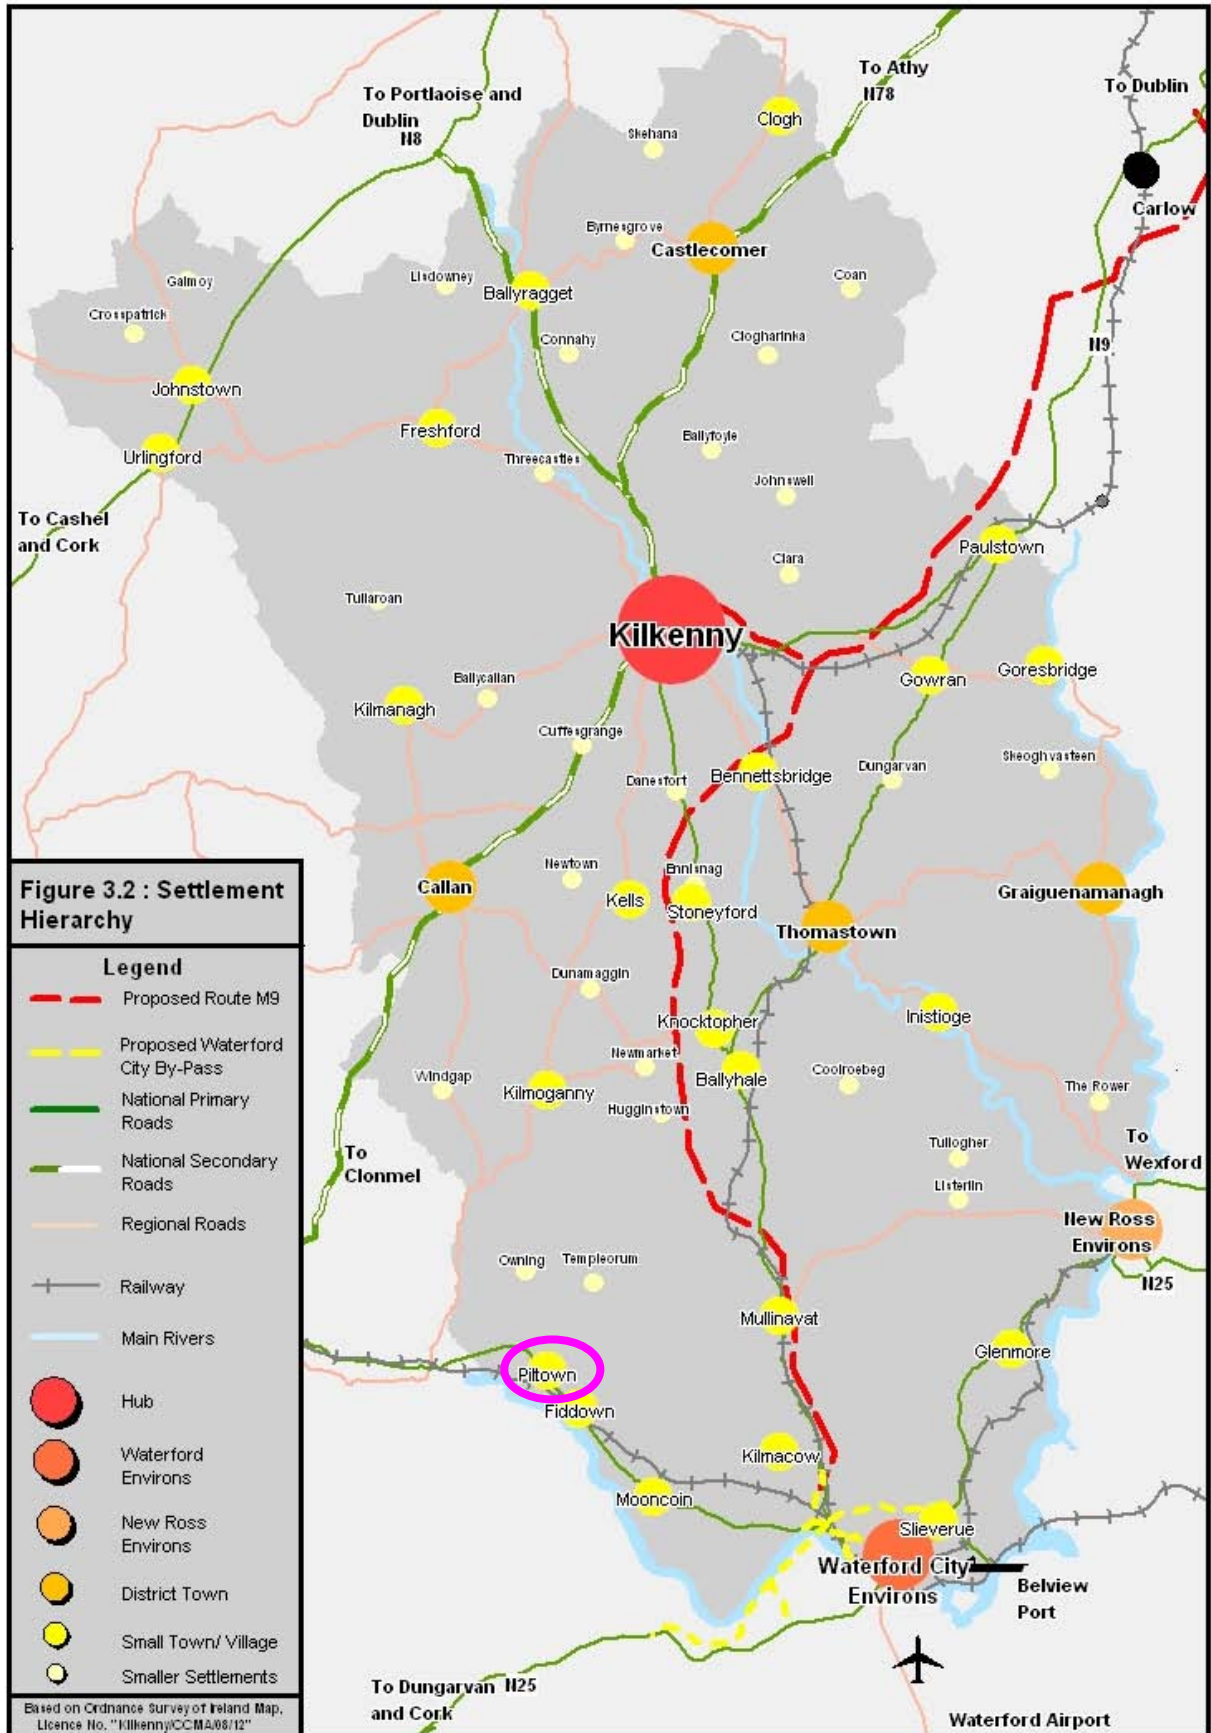 To Portlaoise and
Dublin
N8
To Athy
N78
To Dublin
Clogh
Skehana
Carlow
Byrnesgrove
Castlecomer
Galmoy
Lisdowney
Ballyragget
Coan
Crosspatrick
Connahy
Clogharinka
N9
Johnstown
Freshford
Ballyfoyle
Urlingford
Threecastles
Johnswell
To Cashel
and Cork
Paulstown
Clara
Tullaroan
Kilkenny
Ballycallan
Gowran
Goresbridge
Kilmanagh
Cuffesgrange
Danesfort
Bennettsbridge
Dungarvan
Skeoghvasteen
Newtown
Ennisnag
Callan
Kells
Stoneyford
Graiguenamanagh
Thomastown
Dunamaggin
Knocktopher
Inistioge
Newmarket
Windgap
Kilmoganny
Ballyhale
Coolroebeg
The Rower
Hugginstown
To
Clonmel
Tullogher
To
Wexford
Listerlin
New Ross
Environs
Owning
Templeorum
N25
Mullinavat
Glenmore
Piltown
Fiddown
Kilmacow
Mooncoin
Slieverue
Waterford City
Environs
Belview
Port
To Dungarvan N25
and Cork
Waterford Airport
Figure 3.2 : Settlement
Hierarchy
Legend
Proposed Route M9
Proposed Waterford
City By-Pass
National Primary
Roads
National Secondary
Roads
Regional Roads
Railway
Main Rivers
Hub
Waterford
Environs
New Ross
Environs
District Town
Small Town/ Village
Smaller Settlements
Based on Ordnance Survey of Ireland Map,
Licence No. "Kilkenny/CCMA/08/12"